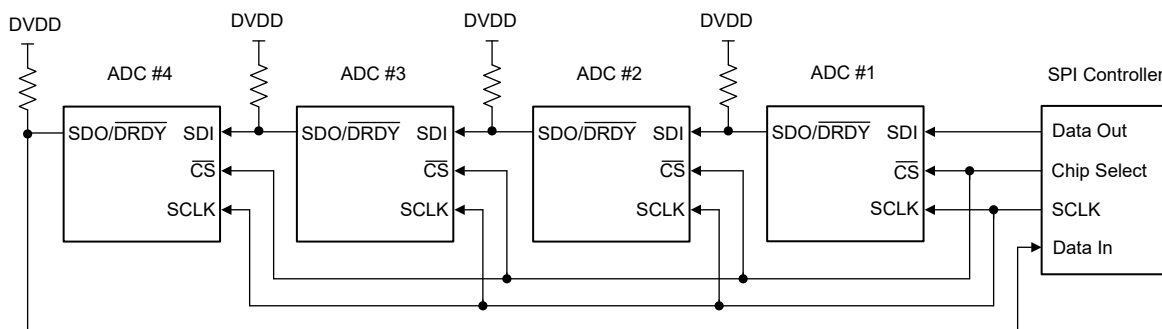 DVDD
DVDD
DVDD
DVDD
ADC #4
ADC #3
ADC #2
ADC #1
SPI Controller
SDO/DRDY SDI
CS
SCLK
SDO/DRDY SDI
CS
SCLK
SDO/DRDY SDI
CS
SCLK
SDO/DRDY SDI
CS
SCLK
Data Out
Chip Select
SCLK
Data In